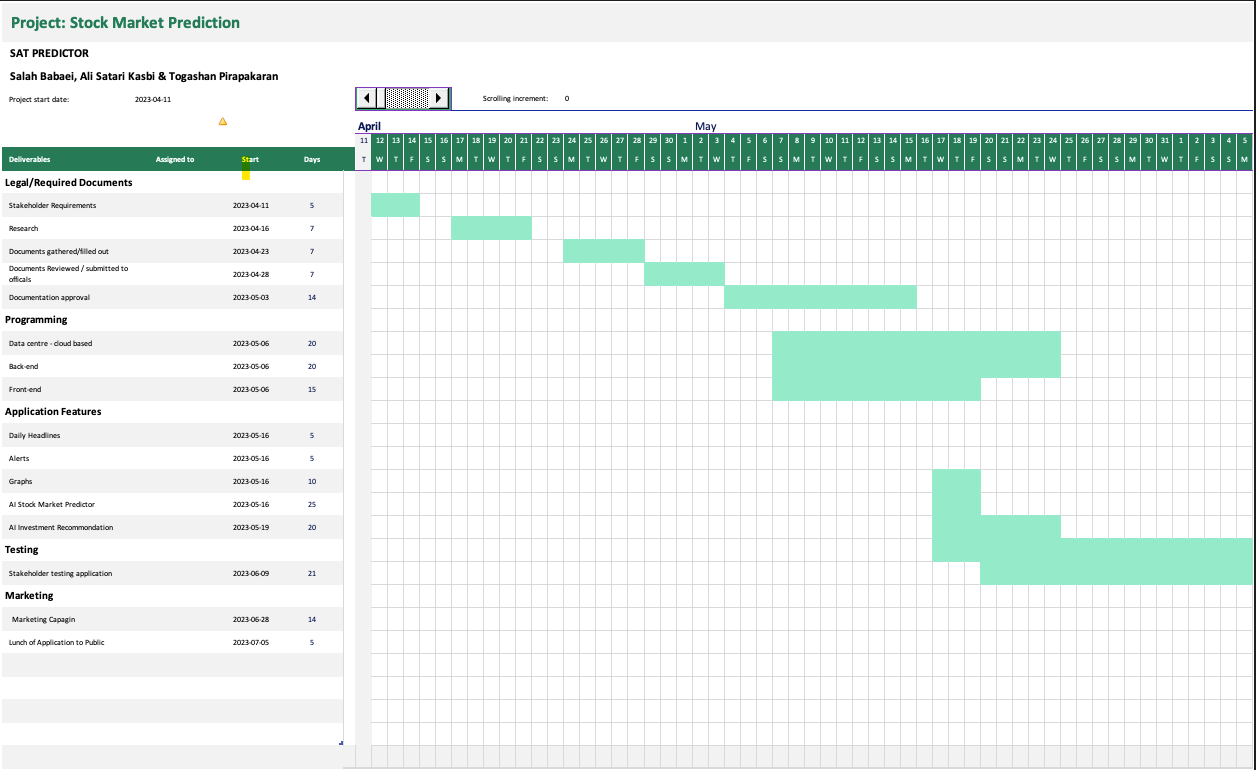 Project: Stock Market Prediction
SAT PREDICTOR
Salah Babaei, Ali Satari Kasbi & Togashan Pirapakaran
Project start date: 2023-04-11
Scrolling increment: 0
April May
11 12 13 14 15 16 17 18 19 20 21 22 23 24 25 26 27 28 29 30 1 2 3 4 5 6 7 8 9 10 11 12 13 14 15 16 17 18 19 20 21 22 23 24 25 26 27 28 29 30 31 1 2 3 4 5
Deliverables Assigned to Start Days T W T F S S M T W T F S S M T W T F S S M T W T F S S M T W T F S S M T W T F S S M T W T F S S M T W T F S S M
Legal/Required Documents
Stakeholder Requirements 2023-04-11 5
Research 2023-04-16 7
Documents gathered/filled out 2023-04-23 7
Documents Reviewed / submitted to
officals 2023-04-28 7
Documentation approval 2023-05-03 14
Programming
Data centre - cloud based 2023-05-06 20
Back-end 2023-05-06 20
Front-end 2023-05-06 15
Application Features
Daily Headlines 2023-05-16 5
Alerts 2023-05-16 5
Graphs 2023-05-16 10
AI Stock Market Predictor 2023-05-16 25
AI Investment Recommondation 2023-05-19 20
Testing
Stakeholder testing application 2023-06-09 21
Marketing
Marketing Capagin 2023-06-28 14
Lunch of Application to Public 2023-07-05 5